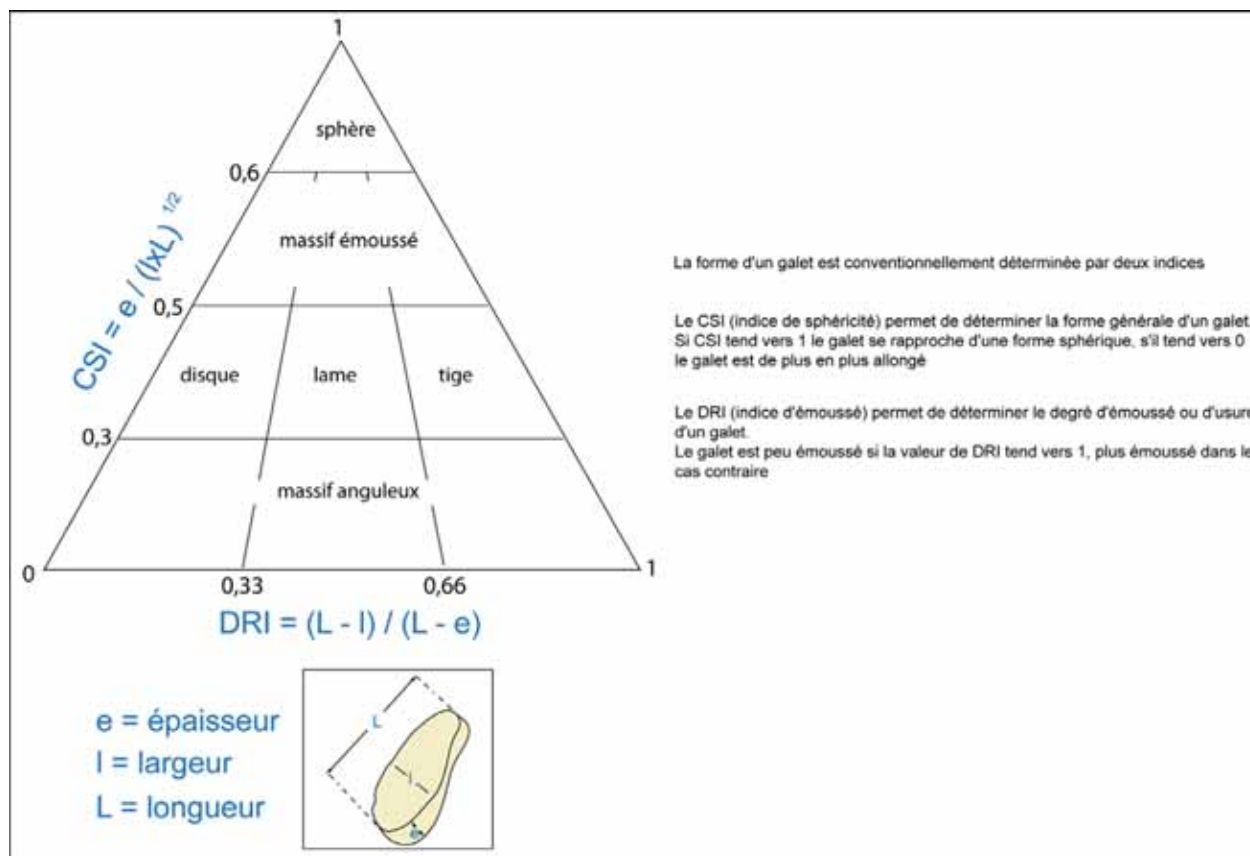 1
sphère
0,6
massif émoussé
CSI = e / (lxL) 1/2
0,5
disque lame tige
0,3
massif anguleux
0 1
0,33 0,66
DRI = (L - l) / (L - e)
e = épaisseur
l = largeur
L = longueur
L
l
e
La forme d'un galet est conventionnellement déterminée par deux indices
Le CSI (indice de sphéricité) permet de déterminer la forme générale d'un galet.
Si CSI tend vers 1 le galet se rapproche d'une forme sphérique, s'il tend vers 0
le galet est de plus en plus allongé
Le DRI (indice d'émoussé) permet de déterminer le degré d'émoussé ou d'usure
d'un galet.
Le galet est peu émoussé si la valeur de DRI tend vers 1, plus émoussé dans le
cas contraire